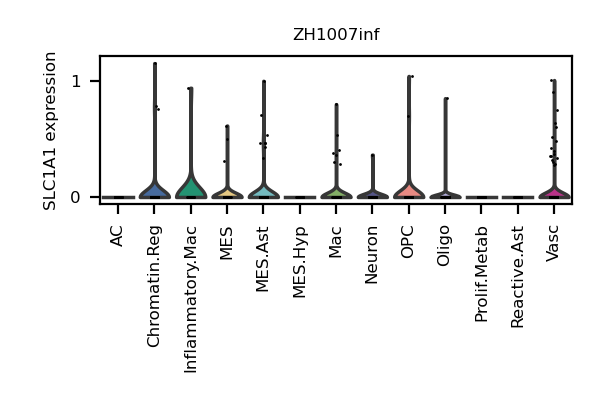 ZH1007inf
SLC1A1 expression
1
0
AC
Chromatin.Reg
Inflammatory.Mac
MES
MES.Ast
MES.Hyp
Mac
Neuron
OPC
Oligo
Prolif.Metab
Reactive.Ast
Vasc